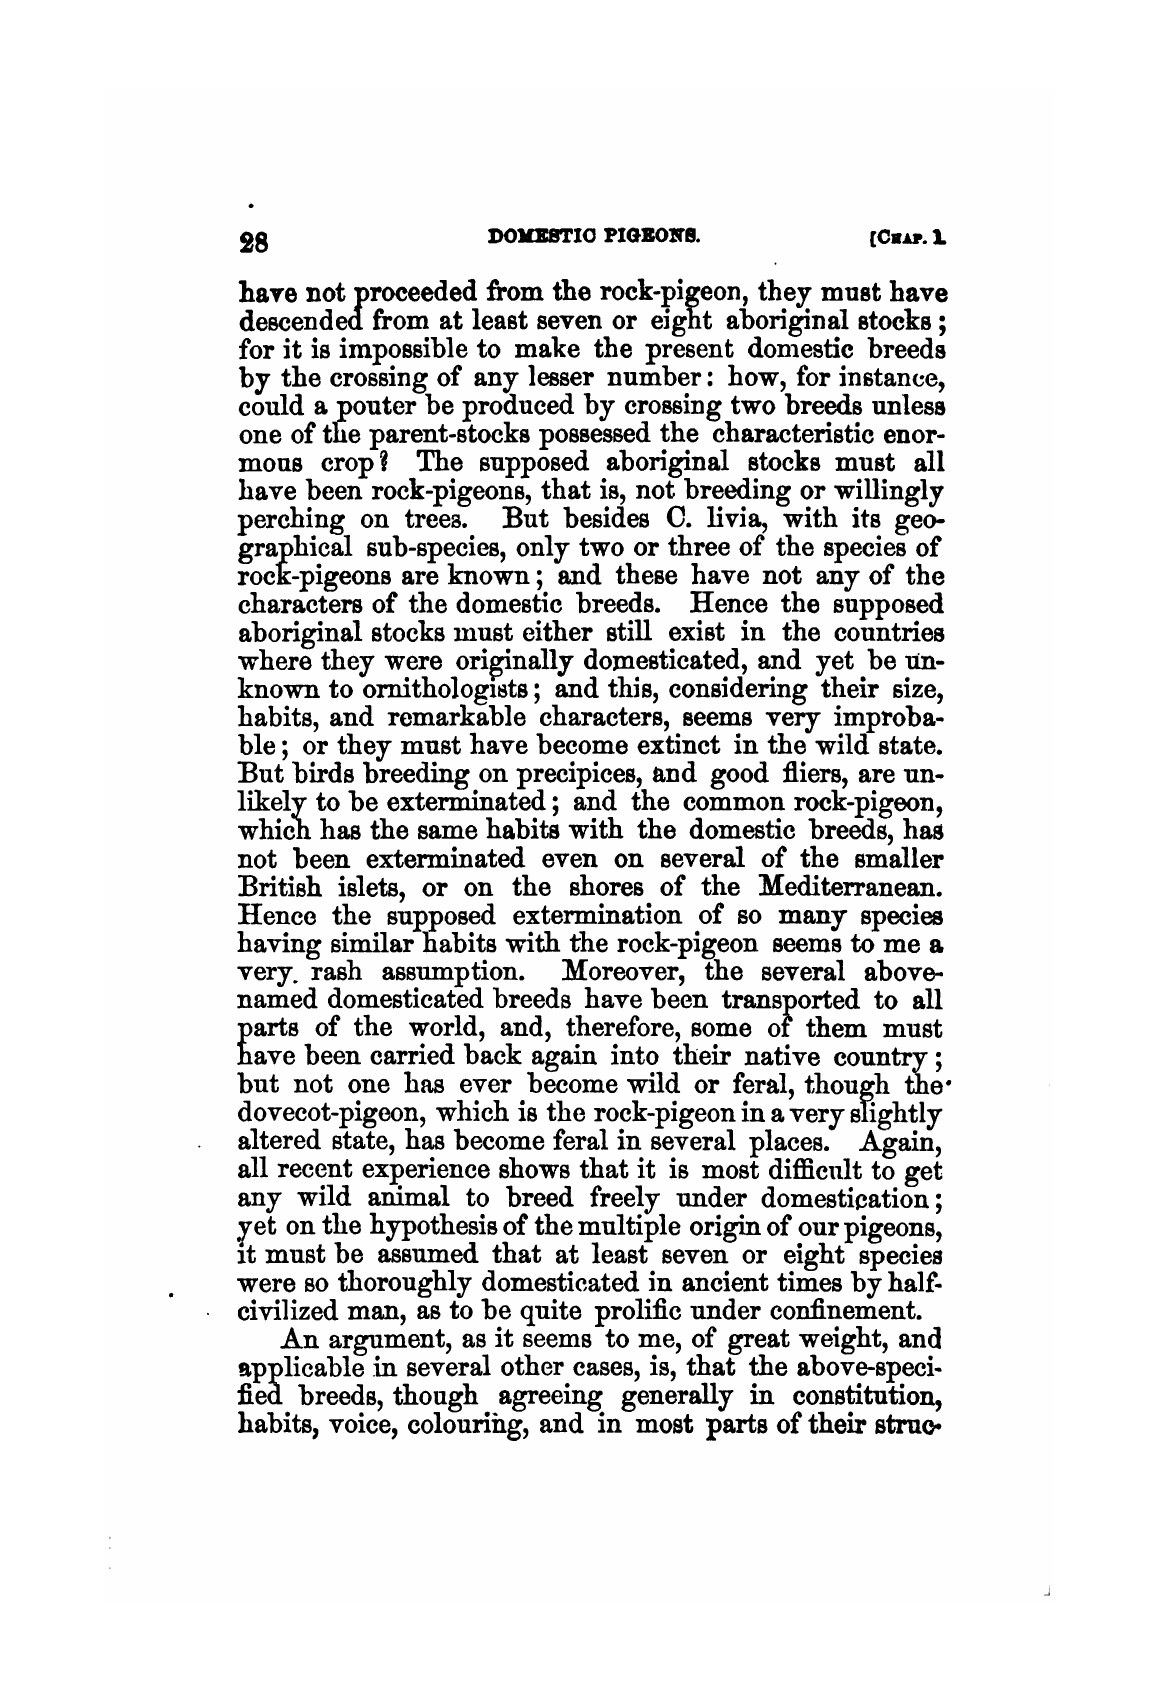 28 DOMESTIC PIGEONS. [CHAP. 1.
have not proceeded from the rock-pigeon, they must have
descended from at least seven or eight aboriginal stocks;
for it is impossible to make the present domestic breeds
by the crossing of any lesser number: how, for instance,
could a pouter be produced by crossing two breeds unless
one of the parent-stocks possessed the characteristic enor-
mous crop? The supposed aboriginal stocks must all
have been rock-pigeons, that is, not breeding or willingly
perching on trees. But besides C. livia, with its geo-
graphical sub-species, only two or three of the species of
rock-pigeons are known; and these have not any of the
characters of the domestic breeds. Hence the supposed
aboriginal stocks must either still exist in the countries
where they were originally domesticated, and yet be un-
known to ornithologists; and this, considering their size,
habits, and remarkable characters, seems very improba-
ble; or they must have become extinct in the wild state.
But birds breeding on precipices, and good fliers, are un-
likely to be exterminated; and the common rock-pigeon,
which has the same habits with the domestic breeds, has
not been exterminated even on several of the smaller
British islets, or on the shores of the Mediterranean.
Hence the supposed extermination of so many species
having similar habits with the rock-pigeon seems to me a
very rash assumption. Moreover, the several above-
named domesticated breeds have been transported to all
parts of the world, and, therefore, some of them must
have been carried back again into their native country;
but not one has ever become wild or feral, though the
dovecot-pigeon, which is the rock-pigeon in a very slightly
altered state, has become feral in several places. Again,
all recent experience shows that it is most difficult to get
any wild animal to breed freely under domestication;
yet on the hypothesis of the multiple origin of our pigeons,
it must be assumed that at least seven or eight species
were so thoroughly domesticated in ancient times by half-
civilized man, as to be quite prolific under confinement.
An argument, as it seems to me, of great weight, and
applicable in several other cases, is, that the above-speci-
fied breeds, though agreeing generally in constitution,
habits, voice, colouring, and in most parts of their struc-